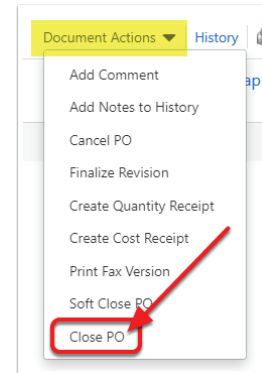 Document Actions History
ap
Add Comment
Add Notes to History
Cancel PO
Finalize Revision
Create Quantity Receipt
Create Cost Receipt
Print Fax Version
Soft Close PO
Close PO